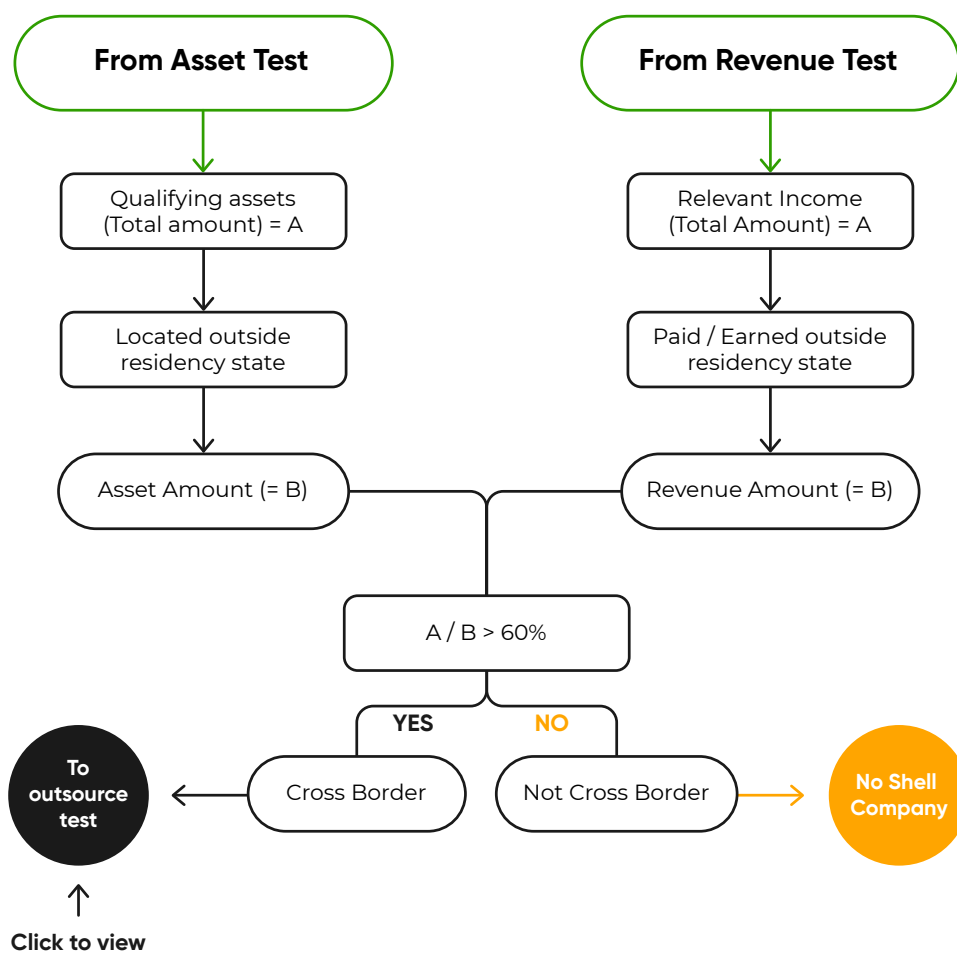 From Asset Test
From Revenue Test
Qualifying assets
(Total amount) = A
Relevant Income
(Total Amount) = A
Located outside
residency state
Paid / Earned outside
residency state
Asset Amount (= B)
Revenue Amount (= B)
A / B > 60%
YES
NO
To
outsource
test
Cross Border
Not Cross Border
No Shell
Company
Click to view